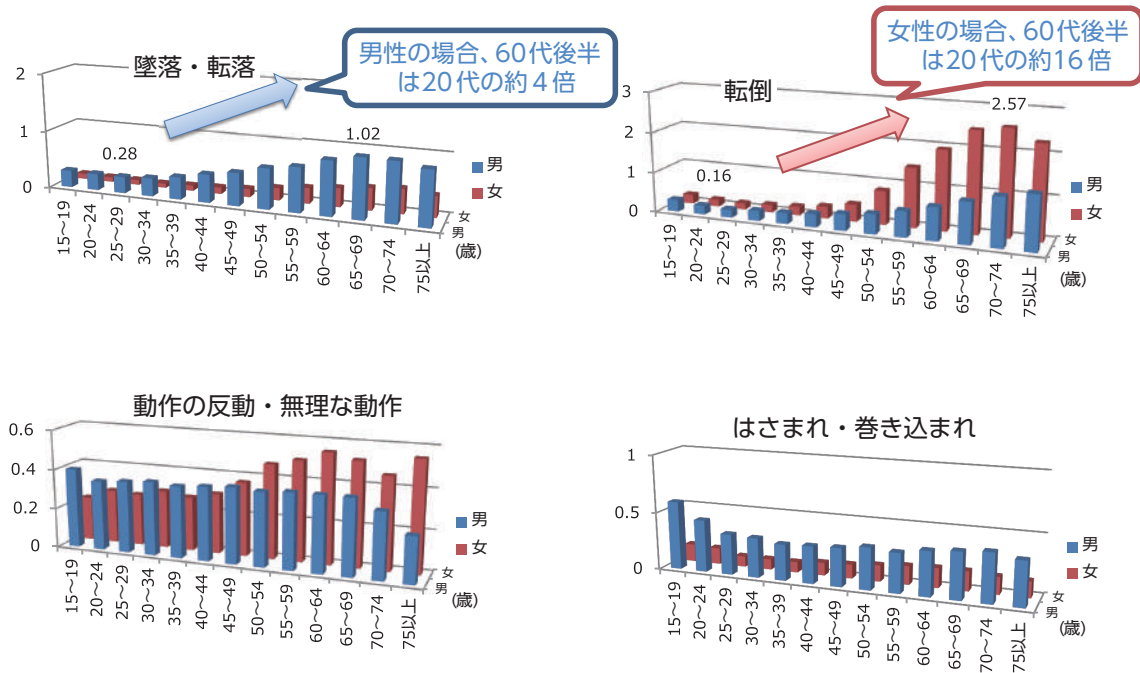 墜落・転落
男性の場合、60代後半
は20代の約4倍
2
1
0
0.28
1.02
15~19
20~24
25~29
30~34
35~39
40~44
45~49
50~54
55~59
60~64
65~69
70~74
75以上
女
男
(歳)
男
女
転倒
女性の場合、60代後半
は20代の約16倍
3
2
1
0
0.16
2.57
15~19
20~24
25~29
30~34
35~39
40~44
45~49
50~54
55~59
60~64
65~69
70~74
75以上
女
男
(歳)
男
女
動作の反動・無理な動作
0.6
0.4
0.2
0
15~19
20~24
25~29
30~34
35~39
40~44
45~49
50~54
55~59
60~64
65~69
70~74
75以上
女
男
(歳)
男
女
はさまれ・巻き込まれ
1
0.5
0
15~19
20~24
25~29
30~34
35~39
40~44
45~49
50~54
55~59
60~64
65~69
70~74
75以上
女
男
(歳)
男
女